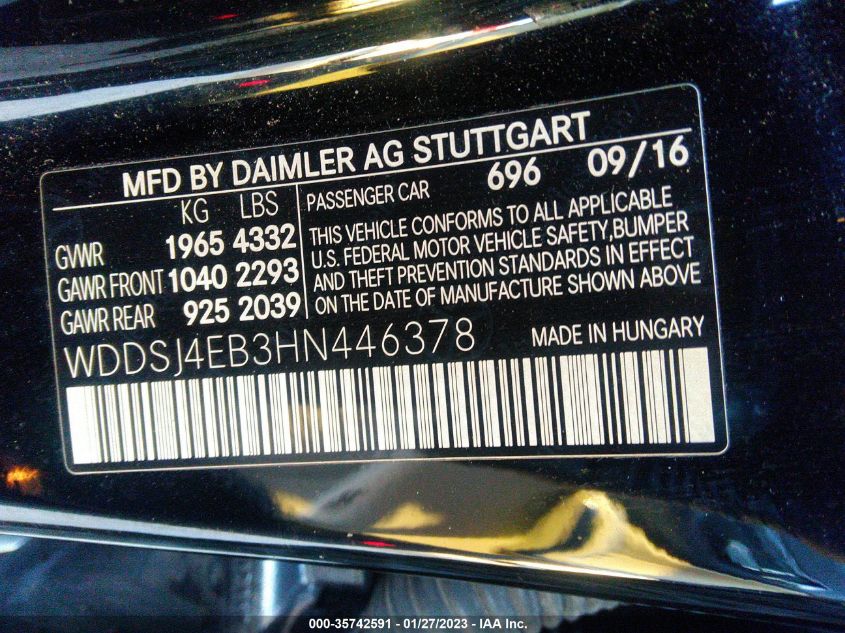 MFD BY DAIMLER AG STUTTGART
KG LBS
GVWR 1965 4332
GAWR FRONT 1040 2293
GAWR REAR 925 2039
PASSENGER CAR 696 09/16
THIS VEHICLE CONFORMS TO ALL APPLICABLE
U.S. FEDERAL MOTOR VEHICLE SAFETY,BUMPER
AND THEFT PREVENTION STANDARDS IN EFFECT
ON THE DATE OF MANUFACTURE SHOWN ABOVE
WDDSJ4EB3HN446378 MADE IN HUNGARY
000-35742591 - 01/27/2023 - IAA Inc.